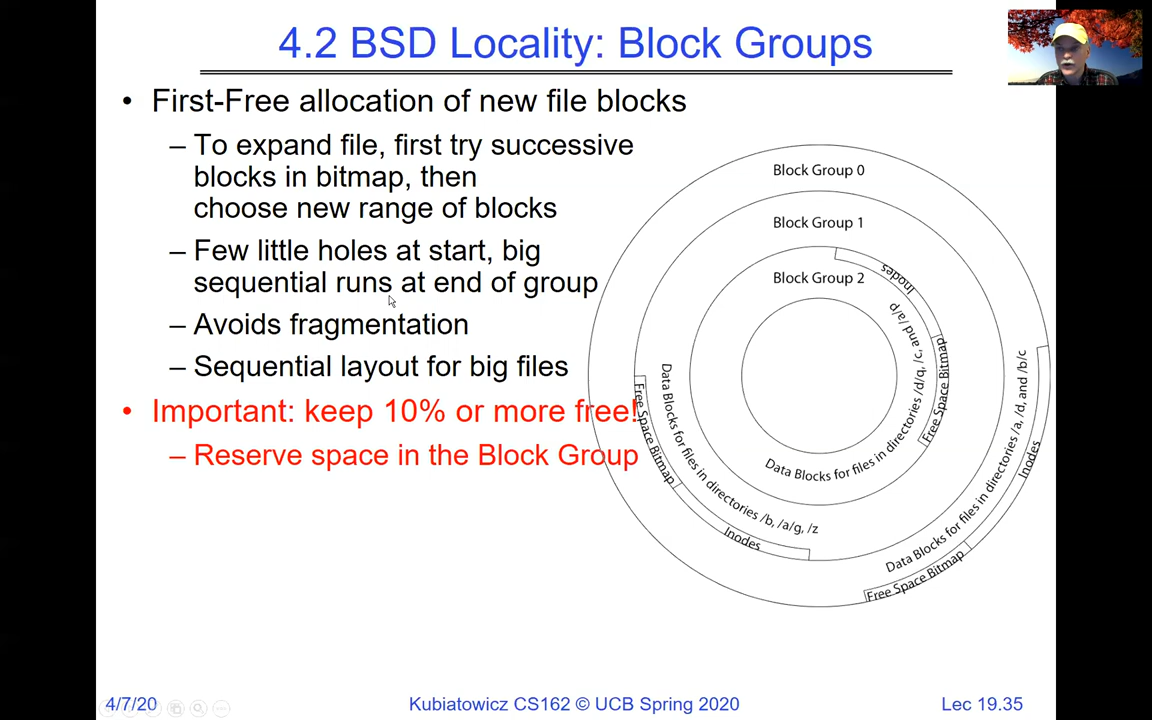 4.2 BSD Locality: Block Groups
• First-Free allocation of new file blocks
– To expand file, first try successive
blocks in bitmap, then
choose new range of blocks
– Few little holes at start, big
sequential runs at end of group
– Avoids fragmentation
– Sequential layout for big files
• Important: keep 10% or more free!
– Reserve space in the Block Group
Block Group 0
Block Group 1
Block Group 2
Inodes
Data Blocks for files in directories /d/q, /c, and /a/p
Free Space Bitmap
Free Space Bitmap
Data Blocks for files in directories /b, /a/g, /z
Inodes
Data Blocks for files in directories /a, /d, and /b/c
Inodes
Free Space Bitmap
4/7/20
Kubiatowicz CS162 © UCB Spring 2020
Lec 19.35